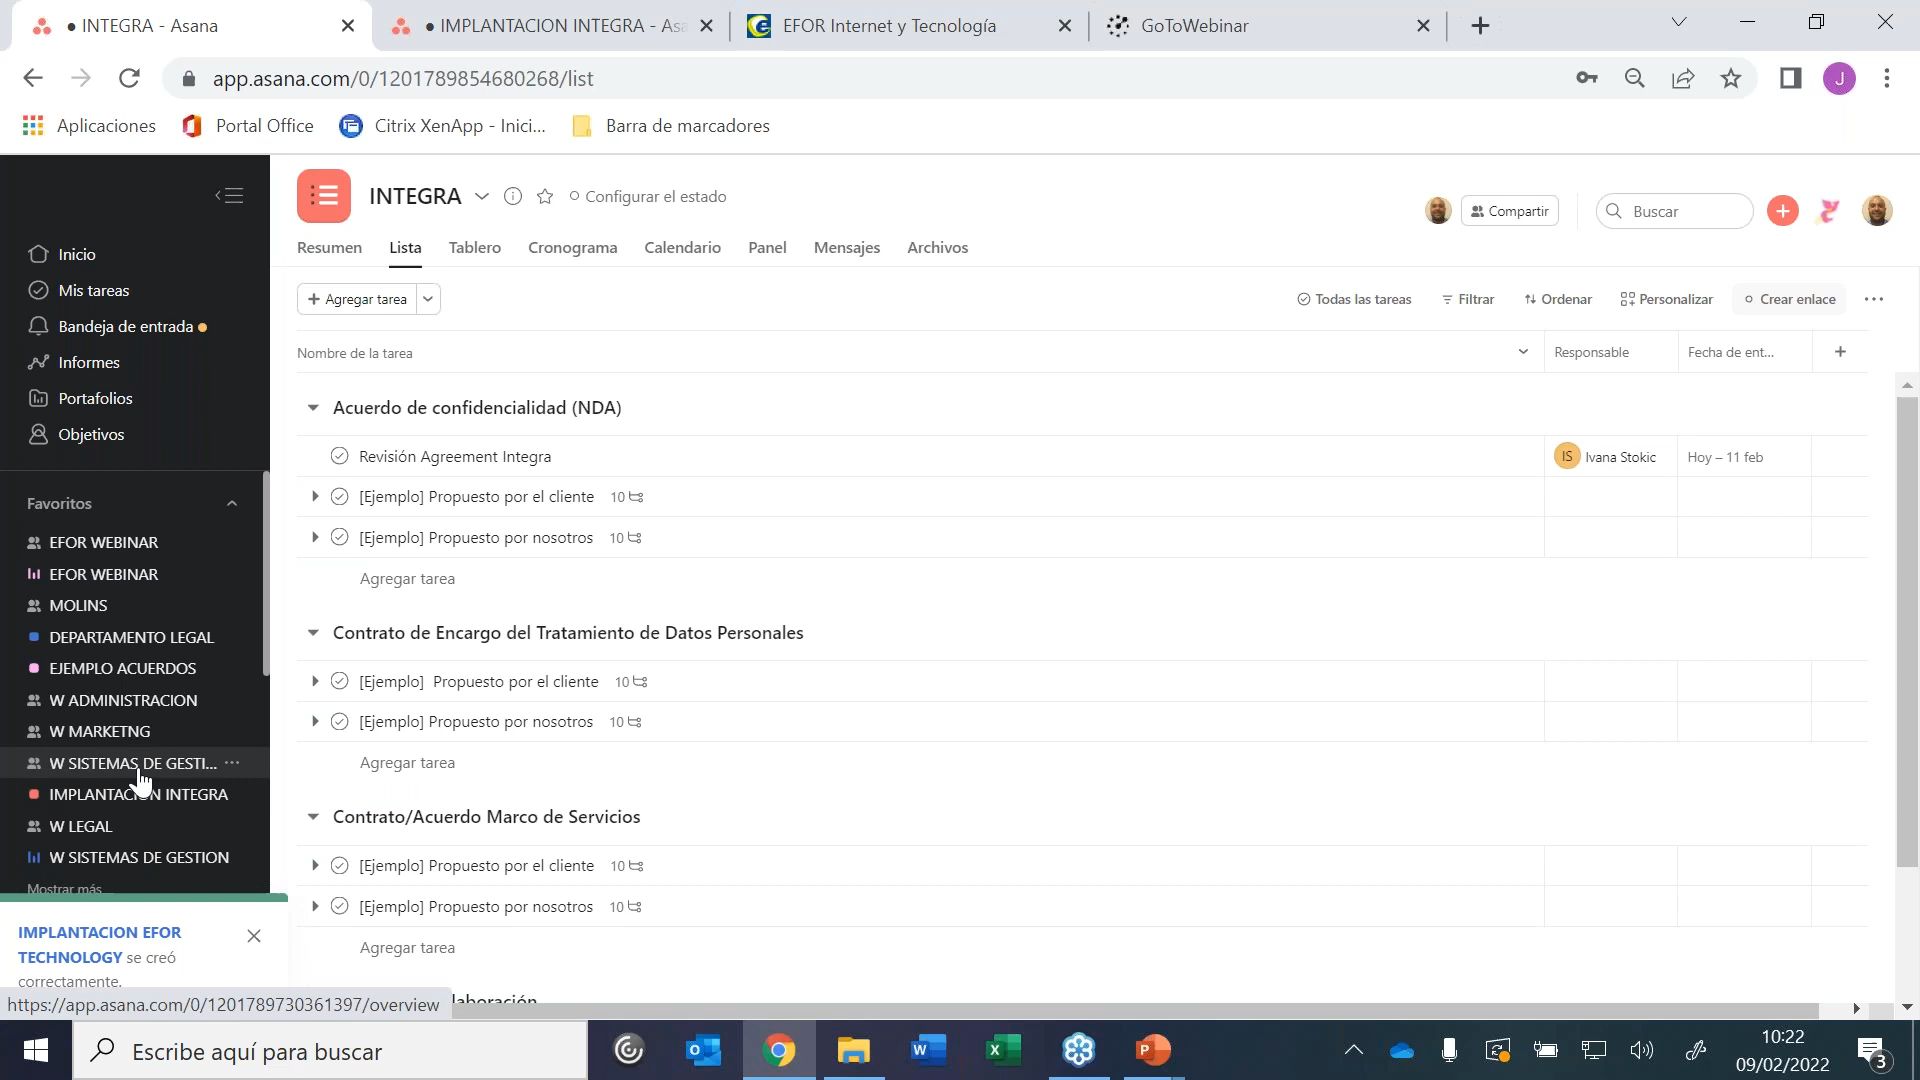 • INTEGRA - Asana
• IMPLANTACION INTEGRA - Asa
EFOR Internet y Tecnología
GoToWebinar
app.asana.com/0/1201789854680268/list
J
Aplicaciones
Portal Office
Citrix XenApp - Inici...
Barra de marcadores
INTEGRA
Configurar el estado
Compartir
Buscar
Resumen
Lista
Tablero
Cronograma
Calendario
Panel
Mensajes
Archivos
Inicio
Mis tareas
Bandeja de entrada
Informes
Portafolios
Objetivos
Favoritos
EFOR WEBINAR
EFOR WEBINAR
MOLINS
DEPARTAMENTO LEGAL
EJEMPLO ACUERDOS
W ADMINISTRACION
W MARKETNG
W SISTEMAS DE GESTI... ...
IMPLANTACION INTEGRA
W LEGAL
W SISTEMAS DE GESTION
Mostrar más
IMPLANTACION EFOR
TECHNOLOGY se creó
correctamente.
https://app.asana.com/0/1201789730361397/overview
+ Agregar tarea
Todas las tareas
Filtrar
Ordenar
Personalizar
Crear enlace
Nombre de la tarea
Responsable
Fecha de ent...
Acuerdo de confidencialidad (NDA)
Revisión Agreement Integra
IS Ivana Stokic
Hoy – 11 feb
[Ejemplo] Propuesto por el cliente 10
[Ejemplo] Propuesto por nosotros 10
Agregar tarea
Contrato de Encargo del Tratamiento de Datos Personales
[Ejemplo] Propuesto por el cliente 10
[Ejemplo] Propuesto por nosotros 10
Agregar tarea
Contrato/Acuerdo Marco de Servicios
[Ejemplo] Propuesto por el cliente 10
[Ejemplo] Propuesto por nosotros 10
Agregar tarea
Escribe aquí para buscar
10:22
09/02/2022
3